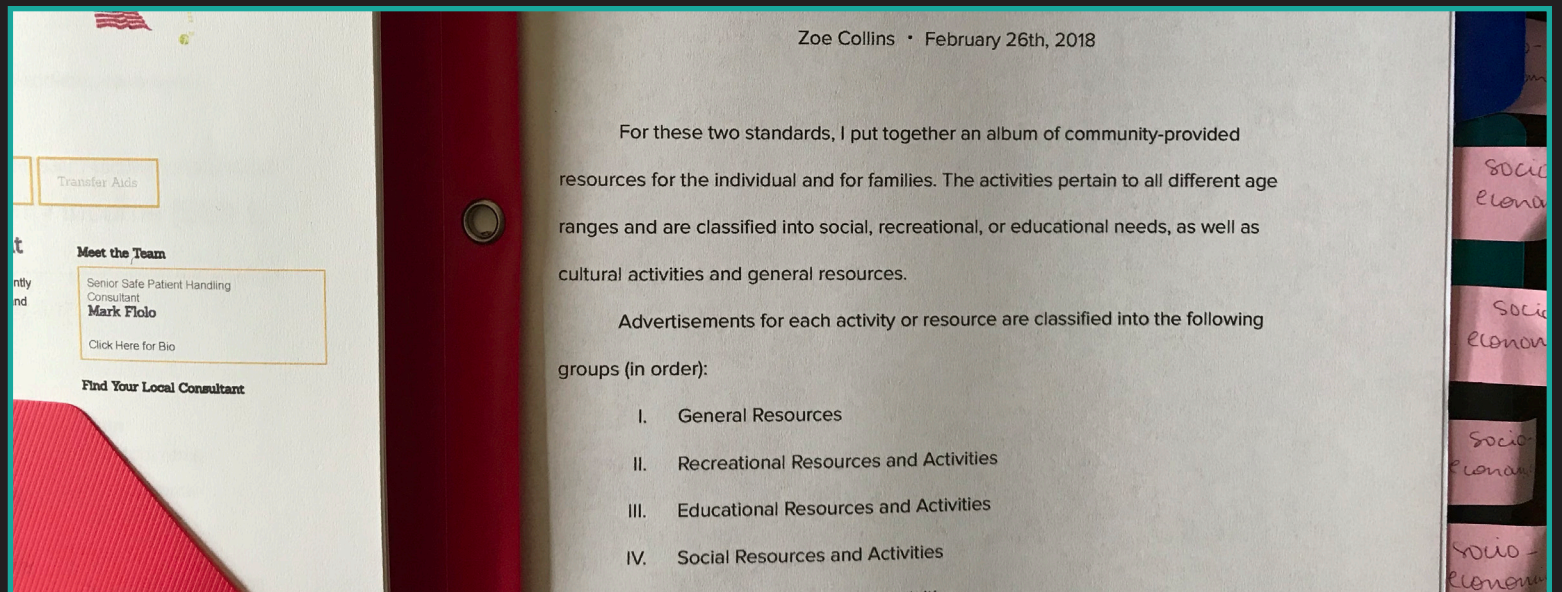 Transfer Aids
Meet the Team
Senior Safe Patient Handling
Consultant
Mark Flolo
Click Here for Bio
Find Your Local Consultant
Zoe Collins • February 26th, 2018
For these two standards, I put together an album of community-provided
resources for the individual and for families. The activities pertain to all different age
ranges and are classified into social, recreational, or educational needs, as well as
cultural activities and general resources.
Advertisements for each activity or resource are classified into the following
groups (in order):
I. General Resources
II. Recreational Resources and Activities
III. Educational Resources and Activities
IV. Social Resources and Activities
socio
econo
socio
econom
socio-
econom
socio-
econom